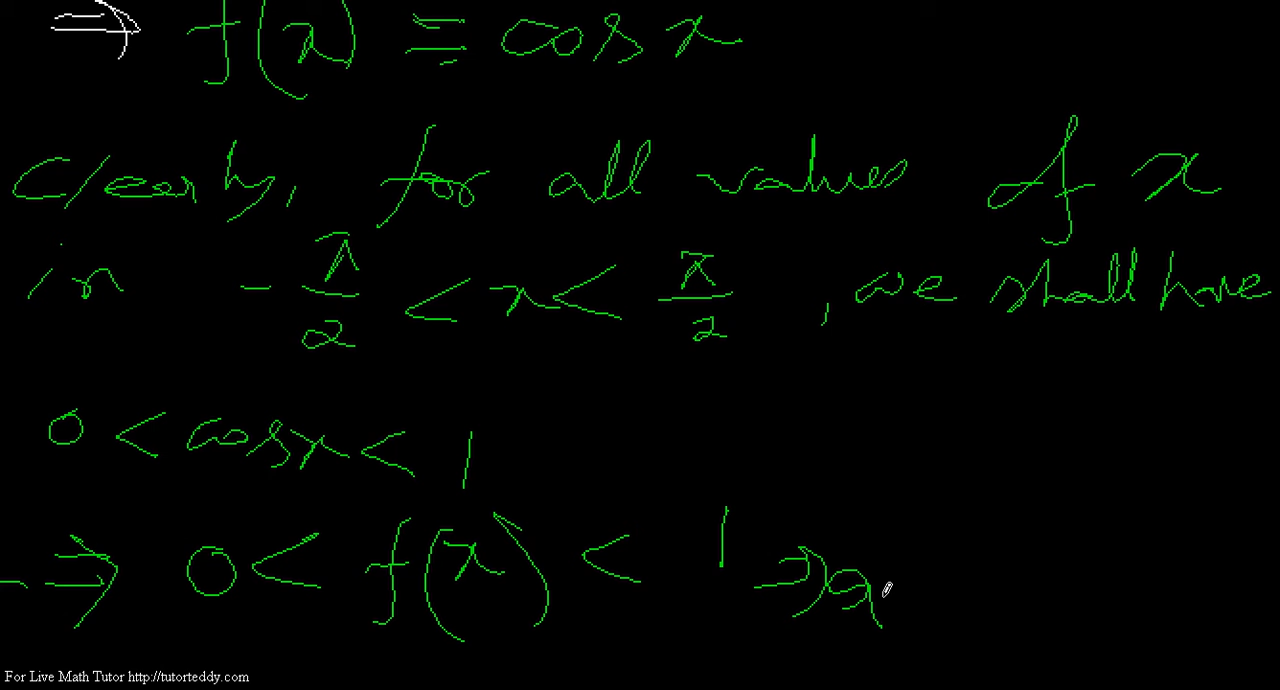 ⇒ f(x) = cos x
Clearly, for all values of x
in - π/2 < x < π/2, we shall have
0 < cos x < 1
⇒ 0 < f(x) < 1
For Live Math Tutor http://tutorteddy.com